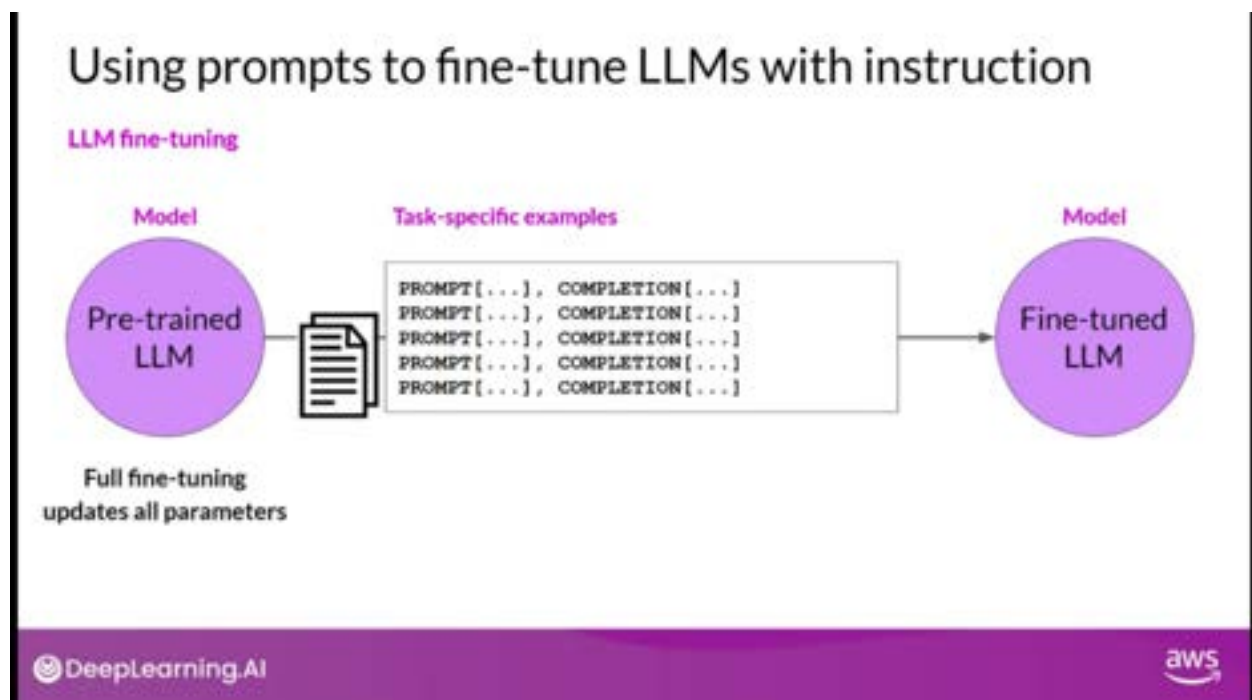 Using prompts to fine-tune LLMs with instruction
LLM fine-tuning
Model
Task-specific examples
Model
Pre-trained
LLM
PROMPT[...], COMPLETION[...]
PROMPT[...], COMPLETION[...]
PROMPT[...], COMPLETION[...]
PROMPT[...], COMPLETION[...]
PROMPT[...], COMPLETION[...]
Fine-tuned
LLM
Full fine-tuning
updates all parameters
DeepLearning.AI
aws